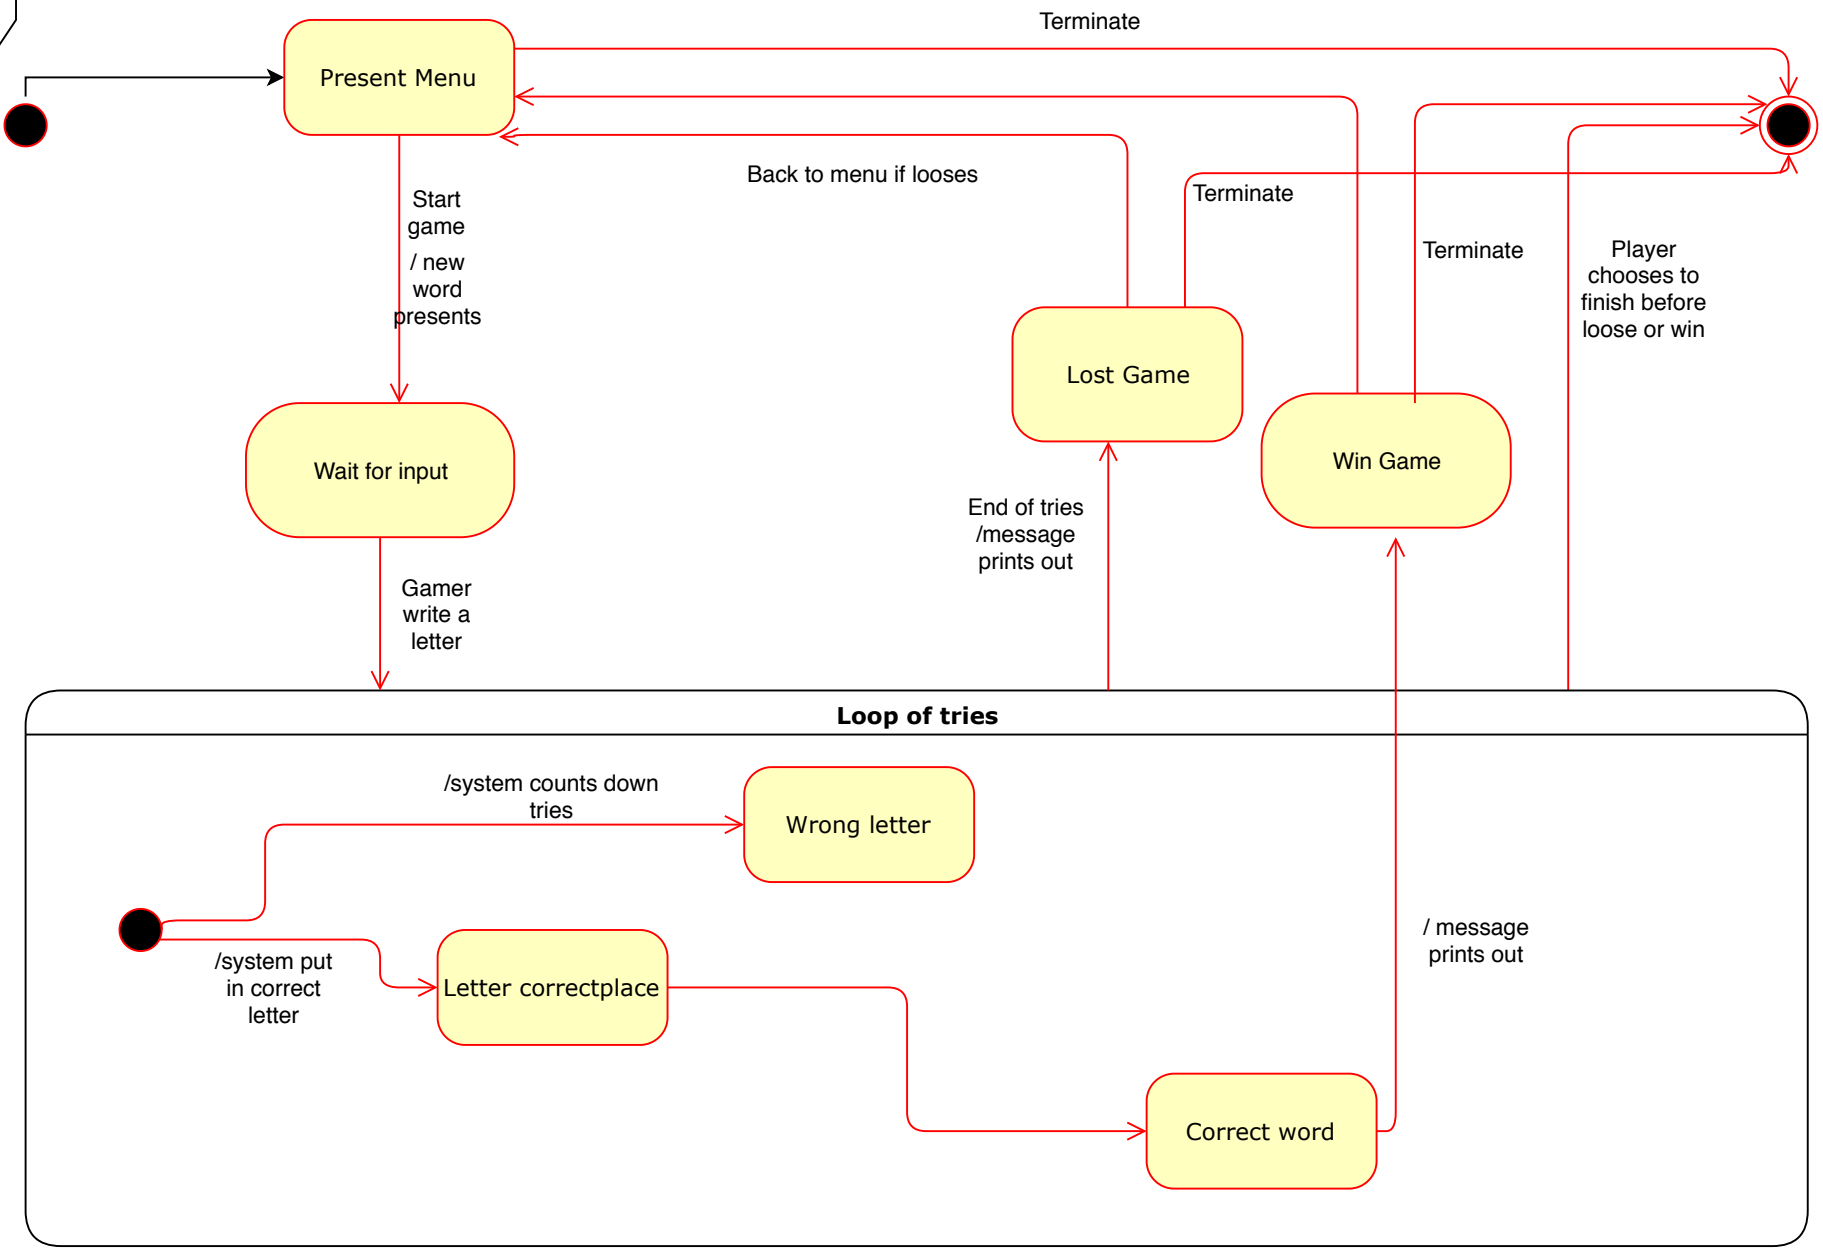 Terminate
Present Menu
Back to menu if looses
Terminate
Start
game
/ new
word
presents
Terminate
Player
chooses to
finish before
loose or win
Lost Game
Win Game
Wait for input
End of tries
/message
prints out
Gamer
write a
letter
Loop of tries
/system counts down
tries
Wrong letter
/system put
in correct
letter
Letter correctplace
/ message
prints out
Correct word